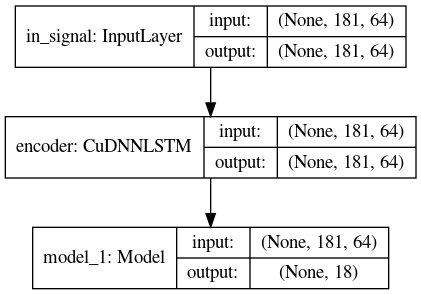 in_signal: InputLayer
input: (None, 181, 64)
output: (None, 181, 64)
encoder: CuDNNLSTM
input: (None, 181, 64)
output: (None, 181, 64)
model_1: Model
input: (None, 181, 64)
output: (None, 18)